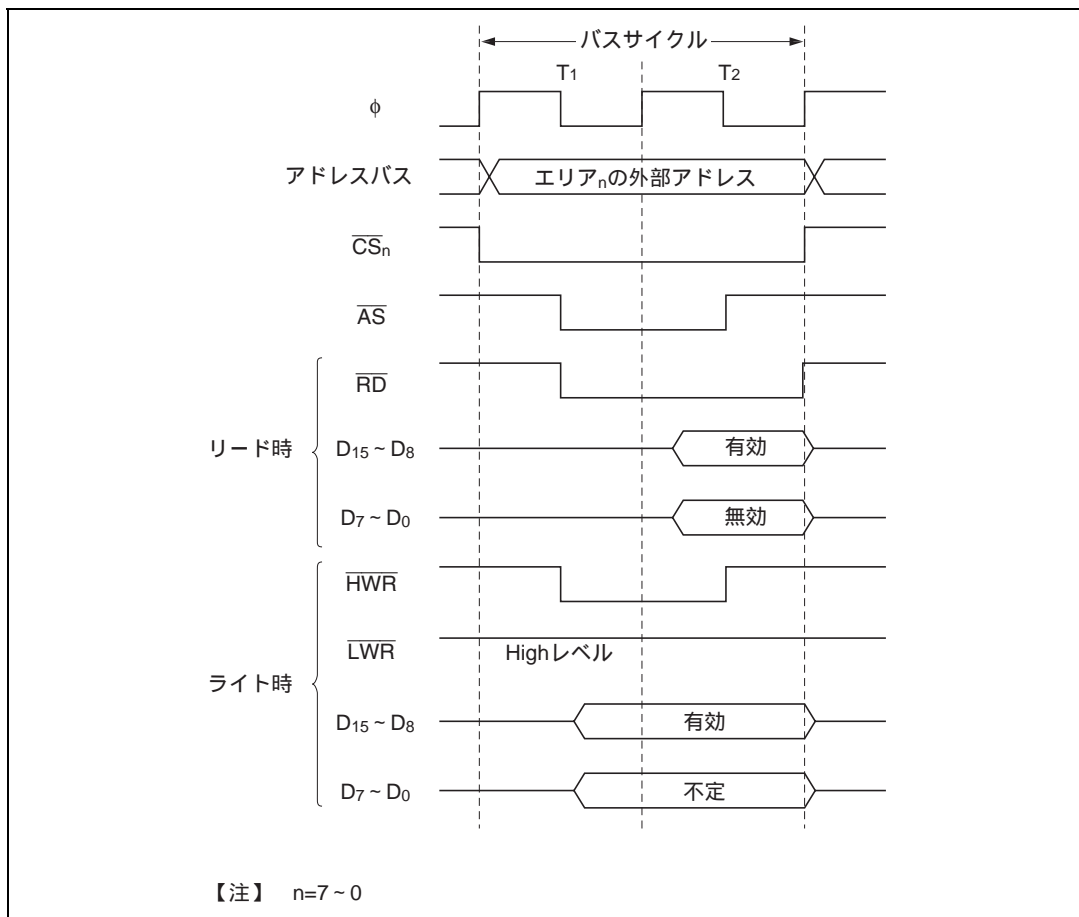 バスサイクル
T1 T2
φ
アドレスバス エリアnの外部アドレス
CSn
AS
RD
リード時 D15 ~ D8 有効
D7 ~ D0 無効
HWR
LWR Highレベル
ライト時
D15 ~ D8 有効
D7 ~ D0 不定
【注】 n=7 ~ 0